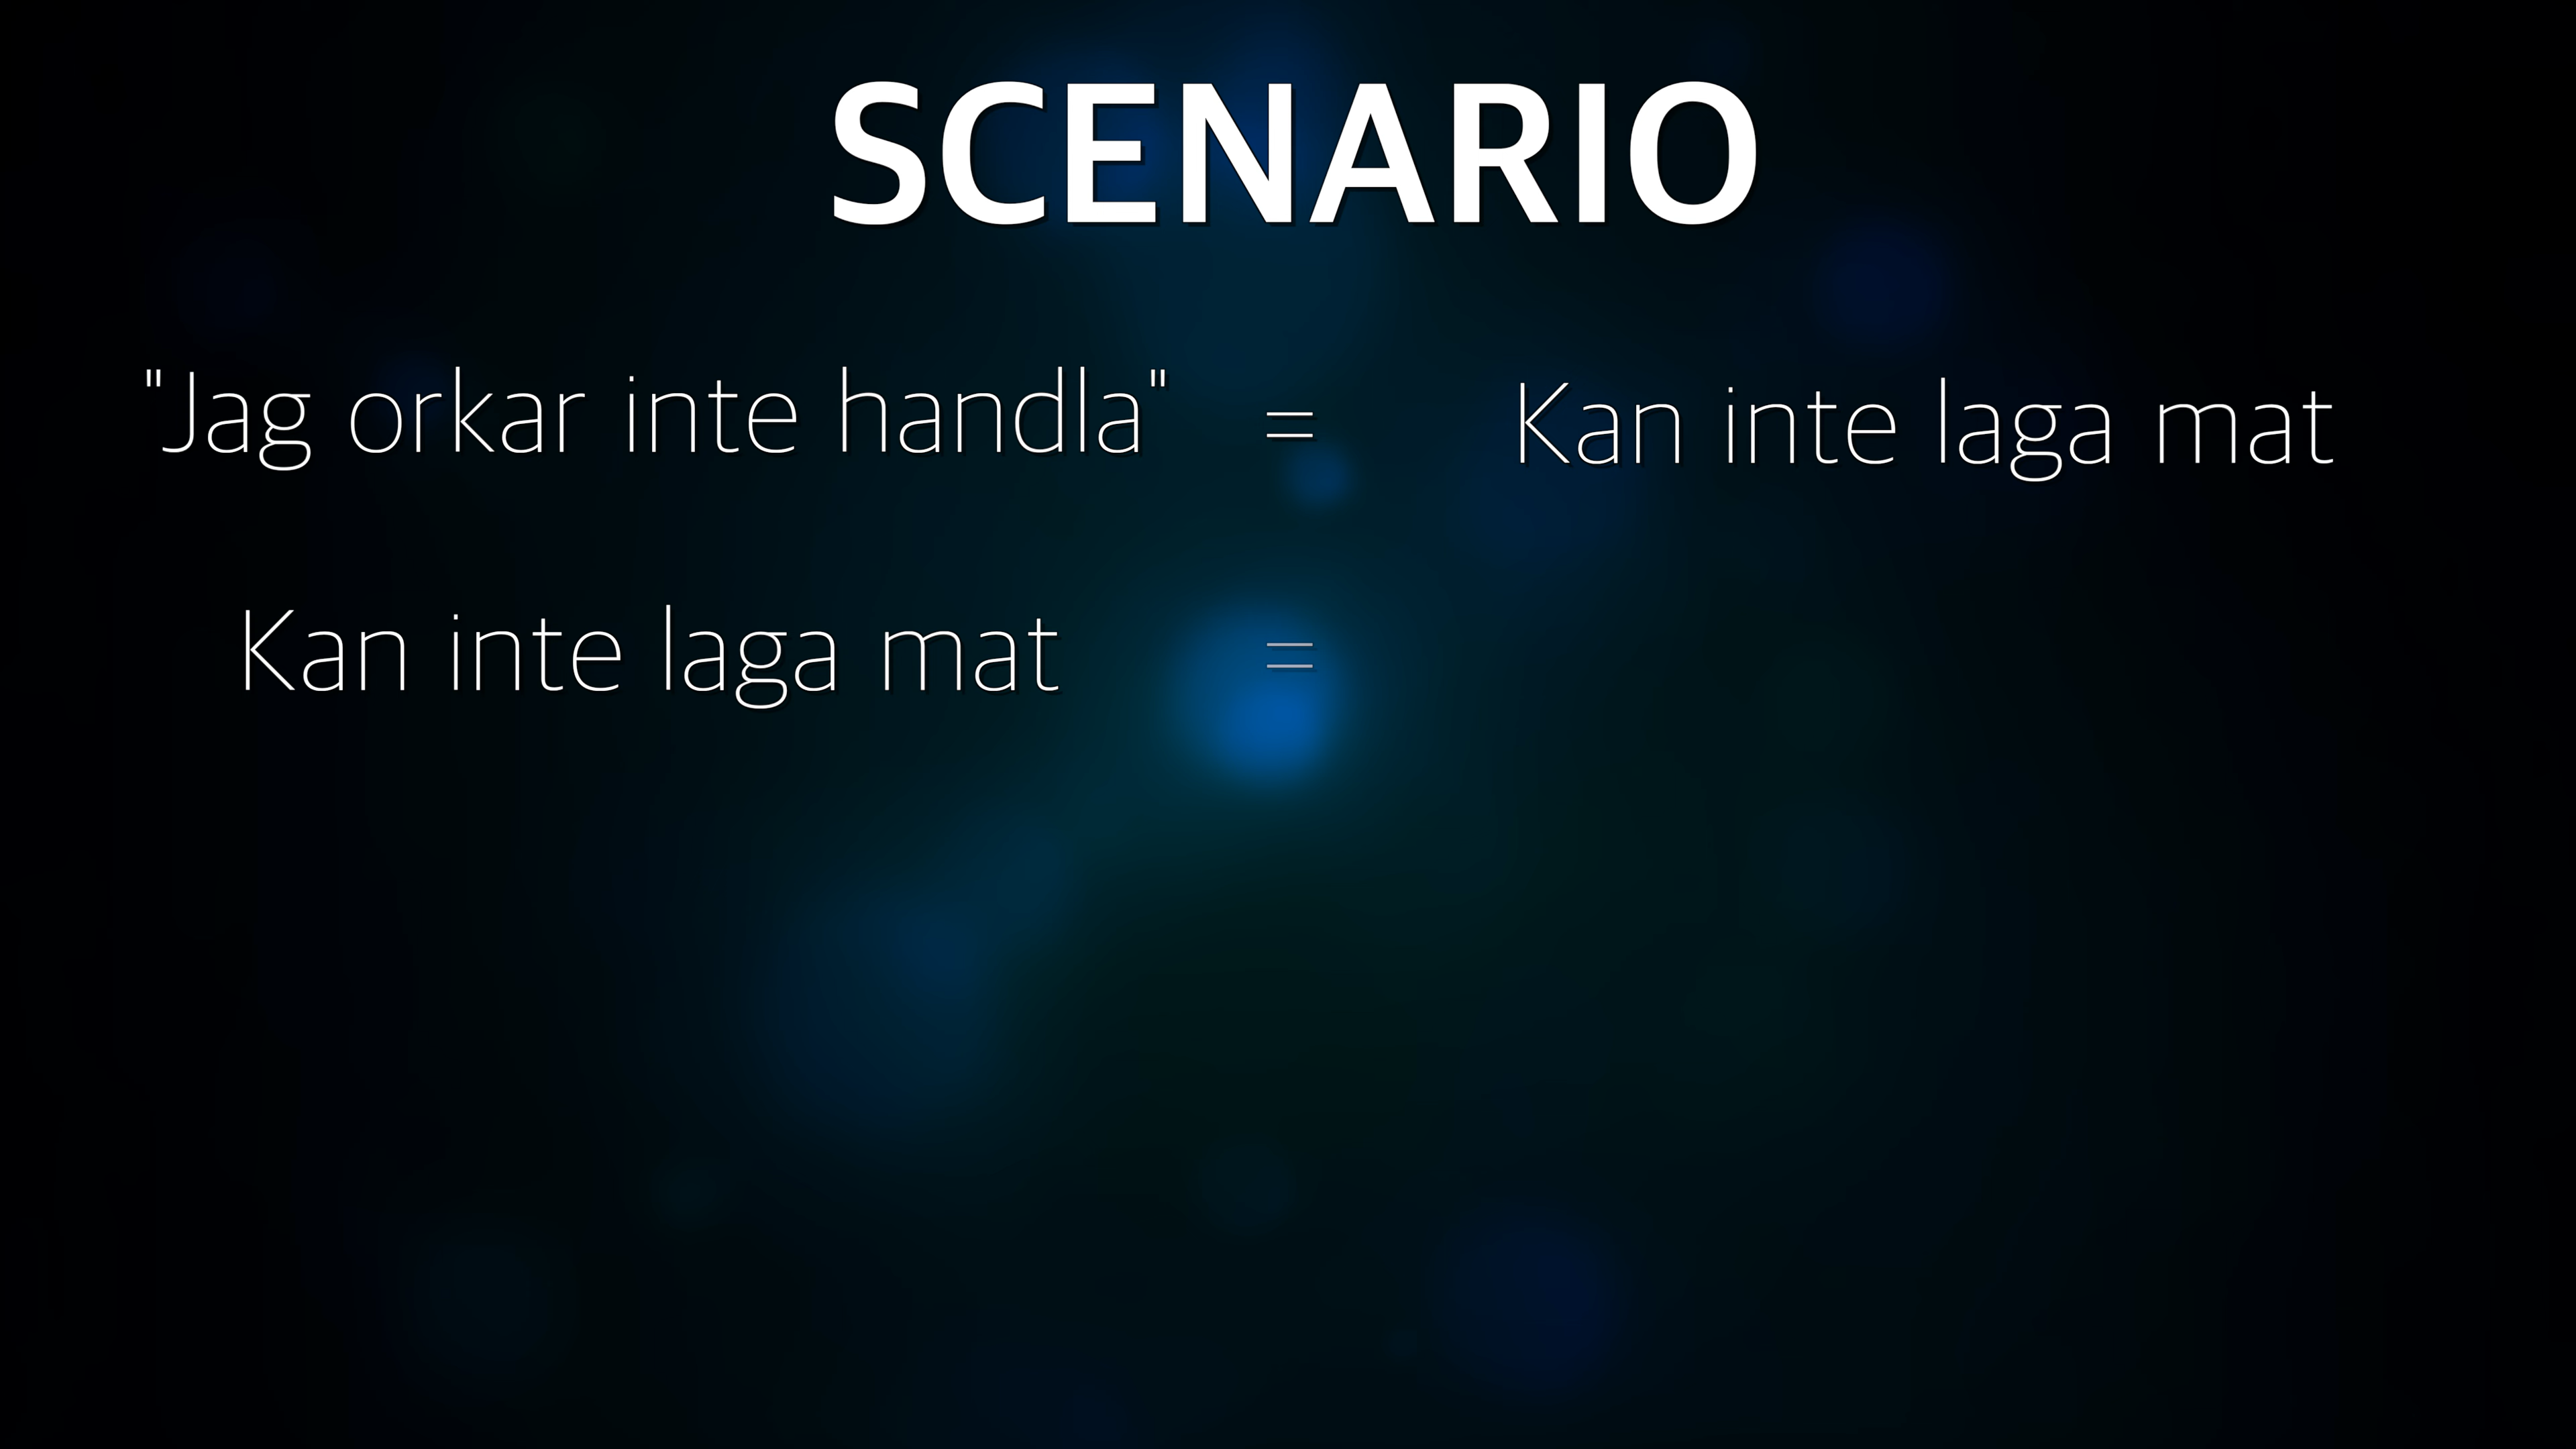 SCENARIO
"Jag orkar inte handla" = Kan inte laga mat
Kan inte laga mat =